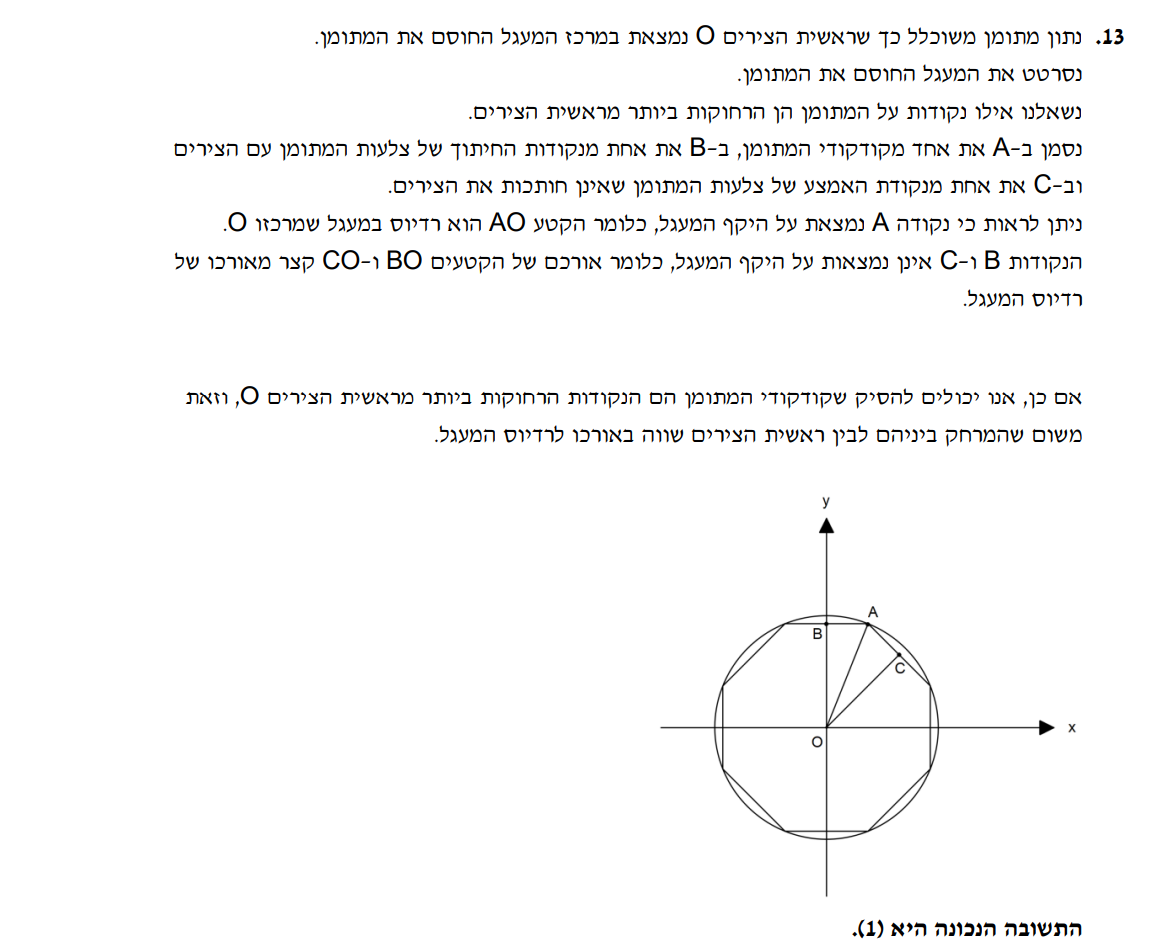 13. נתון מתומן משוכלל כך שראשית הצירים O נמצאת במרכז המעגל החוסם את המתומן.
נסרטט את המעגל החוסם את המתומן.
נשאלנו אילו נקודות על המתומן הן הרחוקות ביותר מראשית הצירים.
נסמן ב-A את אחד מקודקודי המתומן, ב-B את אחת מנקודות החיתוך של צלעות המתומן עם הצירים
וב-C את אחת מנקודת האמצע של צלעות המתומן שאינן חותכות את הצירים.
ניתן לראות כי נקודה A נמצאת על היקף המעגל, כלומר הקטע AO הוא רדיוס במעגל שמרכזו O.
הנקודות B ו-C אינן נמצאות על היקף המעגל, כלומר אורכם של הקטעים BO ו-CO קצר מאורכו של
רדיוס המעגל.
אם כן, אנו יכולים להסיק שקודקודי המתומן הם הנקודות הרחוקות ביותר מראשית הצירים O, וזאת
משום שהמרחק ביניהם לבין ראשית הצירים שווה באורכו לרדיוס המעגל.
y
A
B
C
x
O
התשובה הנכונה היא (1).